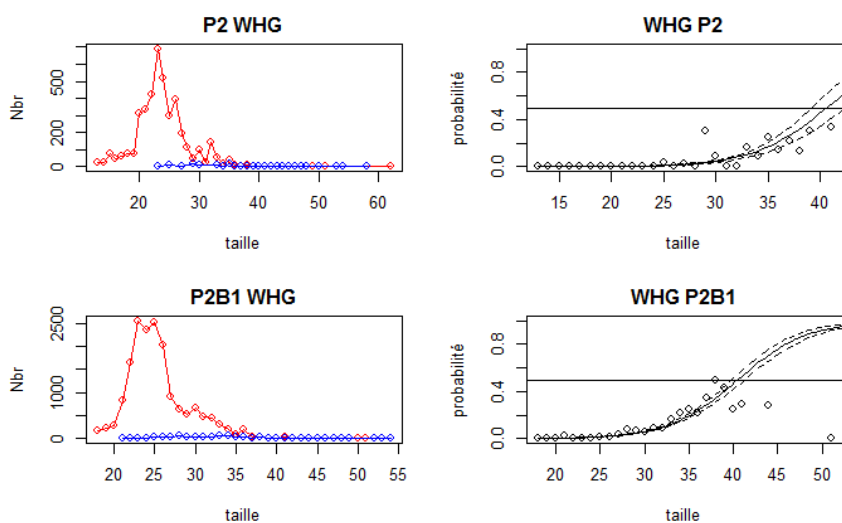 P2 WHG
WHG P2
Nbr
0 200 500
20 30 40 50 60
taille
probabilité
0.0 0.4 0.8
15 20 25 30 35 40
taille
P2B1 WHG
WHG P2B1
Nbr
0 1000 2500
20 25 30 35 40 45 50 55
taille
probabilité
0.0 0.4 0.8
20 30 40 50
taille